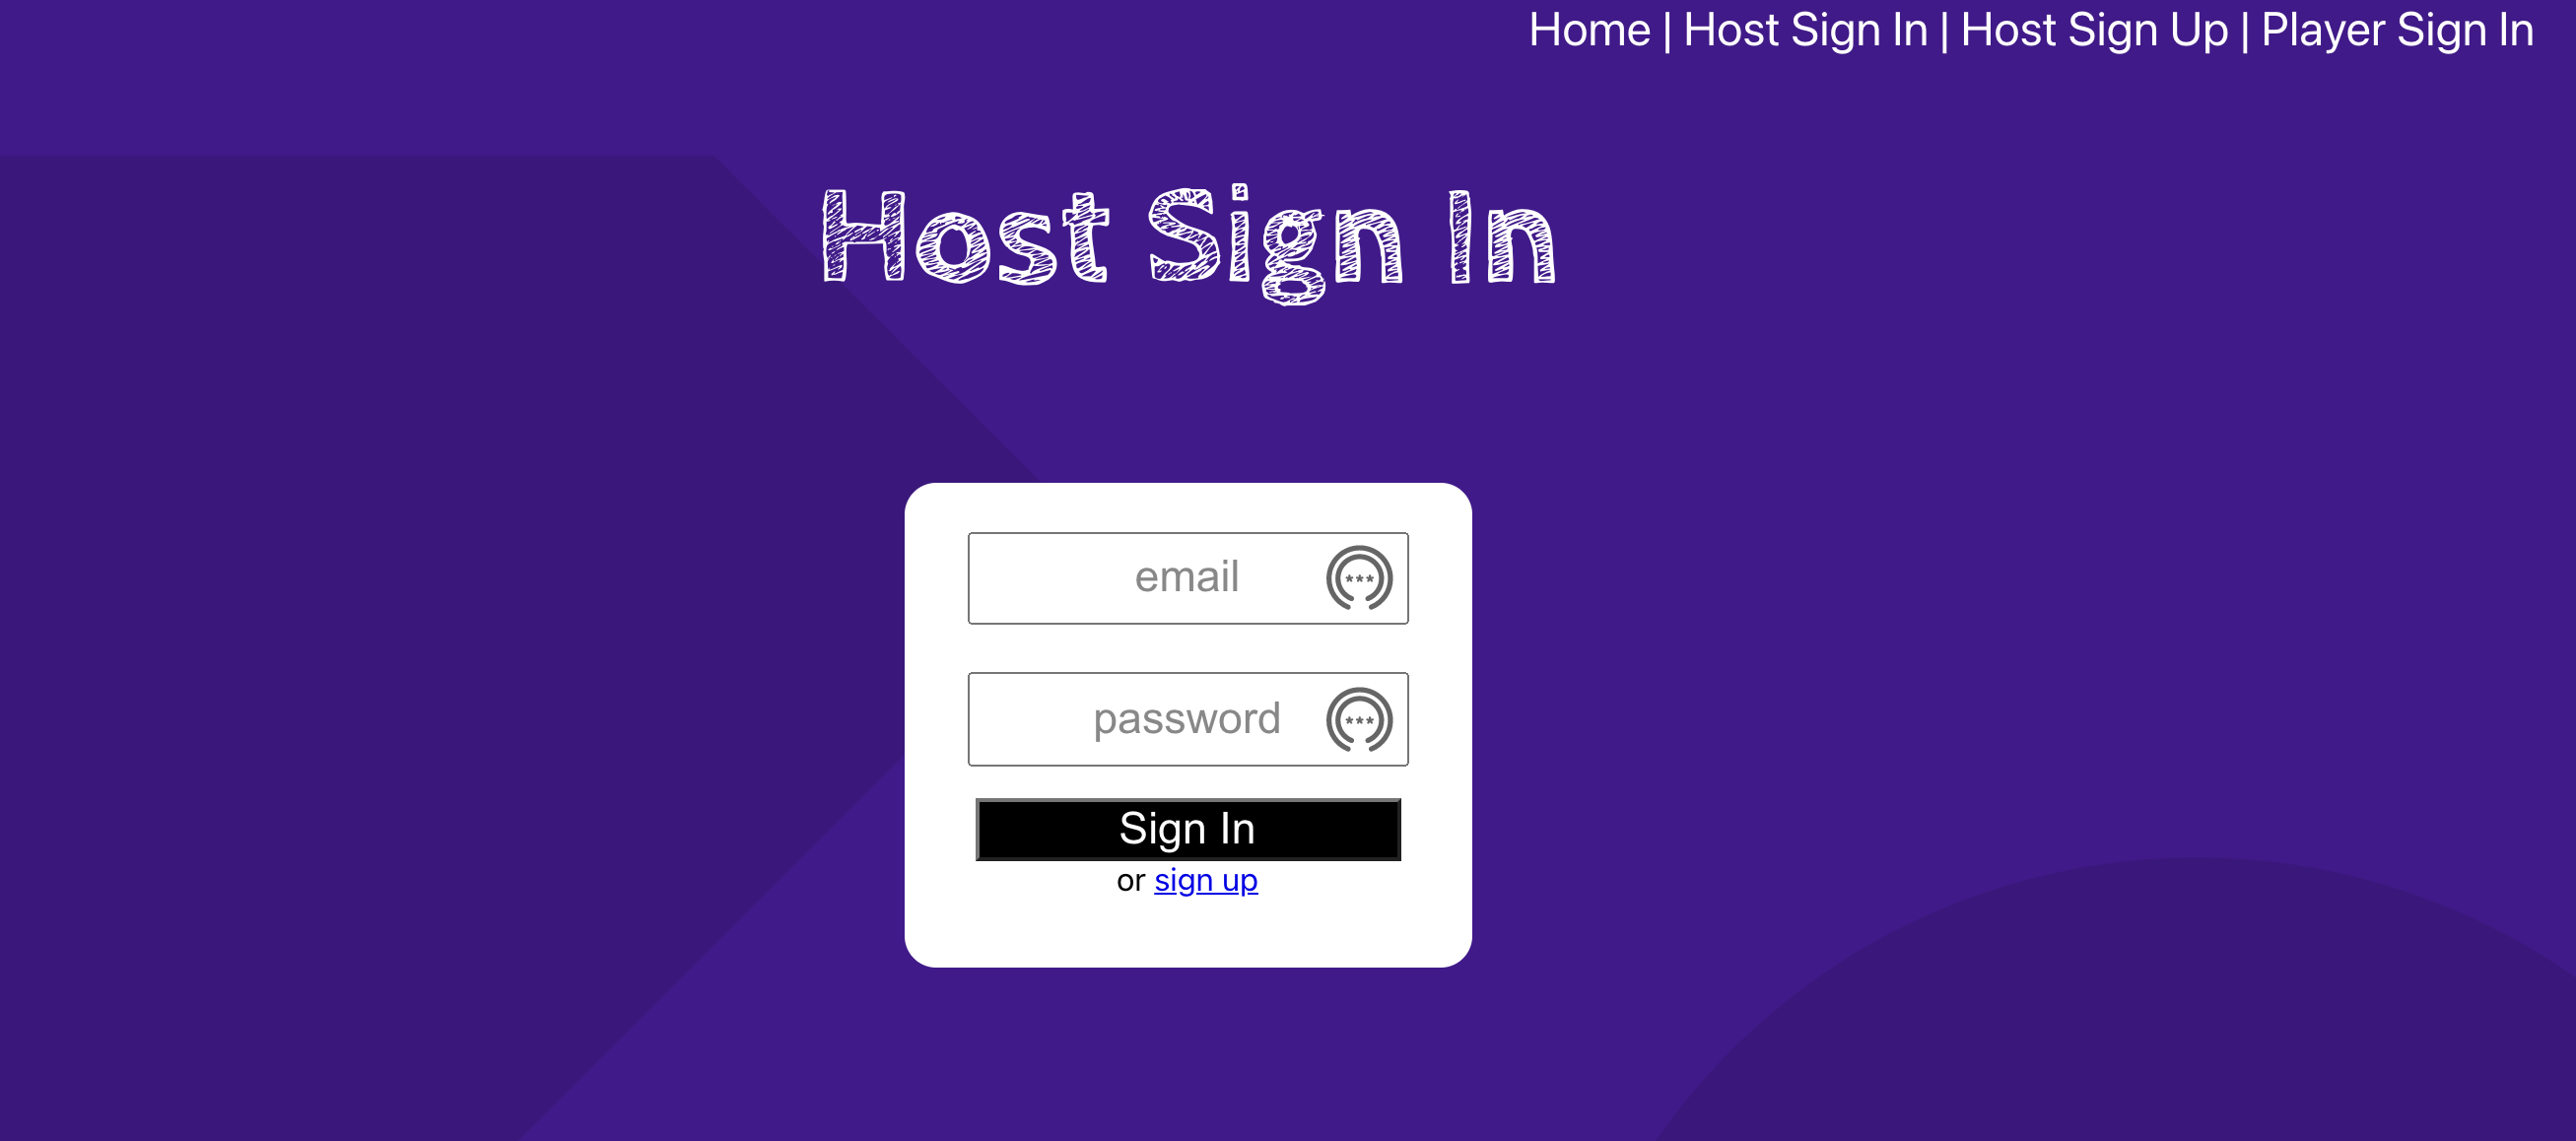 Home | Host Sign In | Host Sign Up | Player Sign In
Host Sign In
email
password
Sign In
or sign up